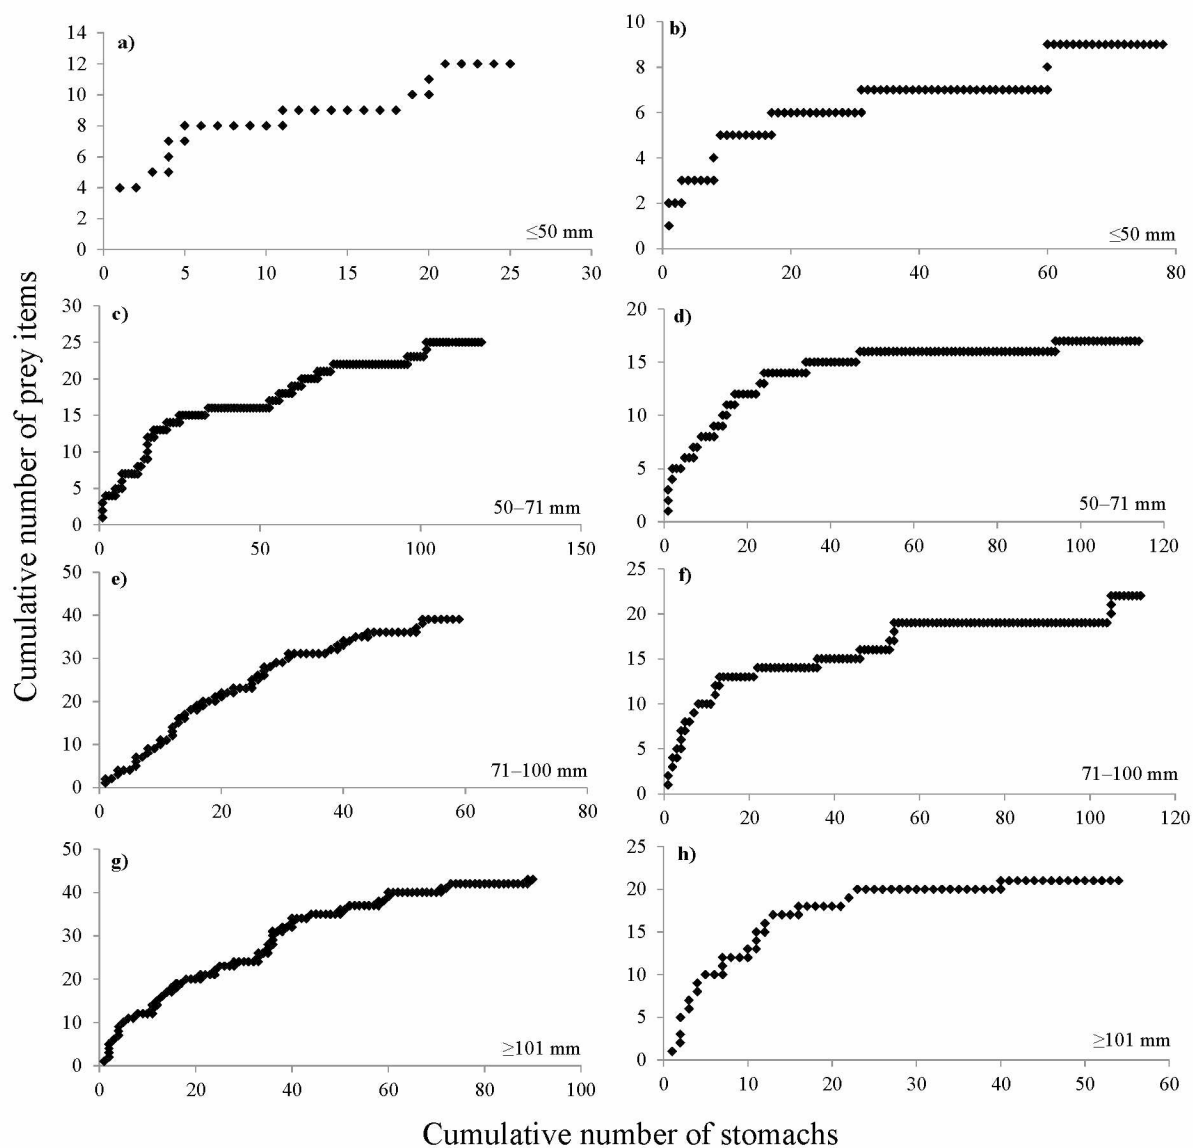 Cumulative number of prey items
a)
14
12
10
8
6
4
2
0
0 5 10 15 20 25 30
≤50 mm
b)
10
8
6
4
2
0
0 20 40 60 80
≤50 mm
c)
30
25
20
15
10
5
0
0 50 100 150
50–71 mm
d)
20
15
10
5
0
0 20 40 60 80 100 120
50–71 mm
e)
50
40
30
20
10
0
0 20 40 60 80
71–100 mm
f)
25
20
15
10
5
0
0 20 40 60 80 100 120
71–100 mm
g)
50
40
30
20
10
0
0 20 40 60 80 100
≥101 mm
h)
25
20
15
10
5
0
0 10 20 30 40 50 60
≥101 mm
Cumulative number of stomachs